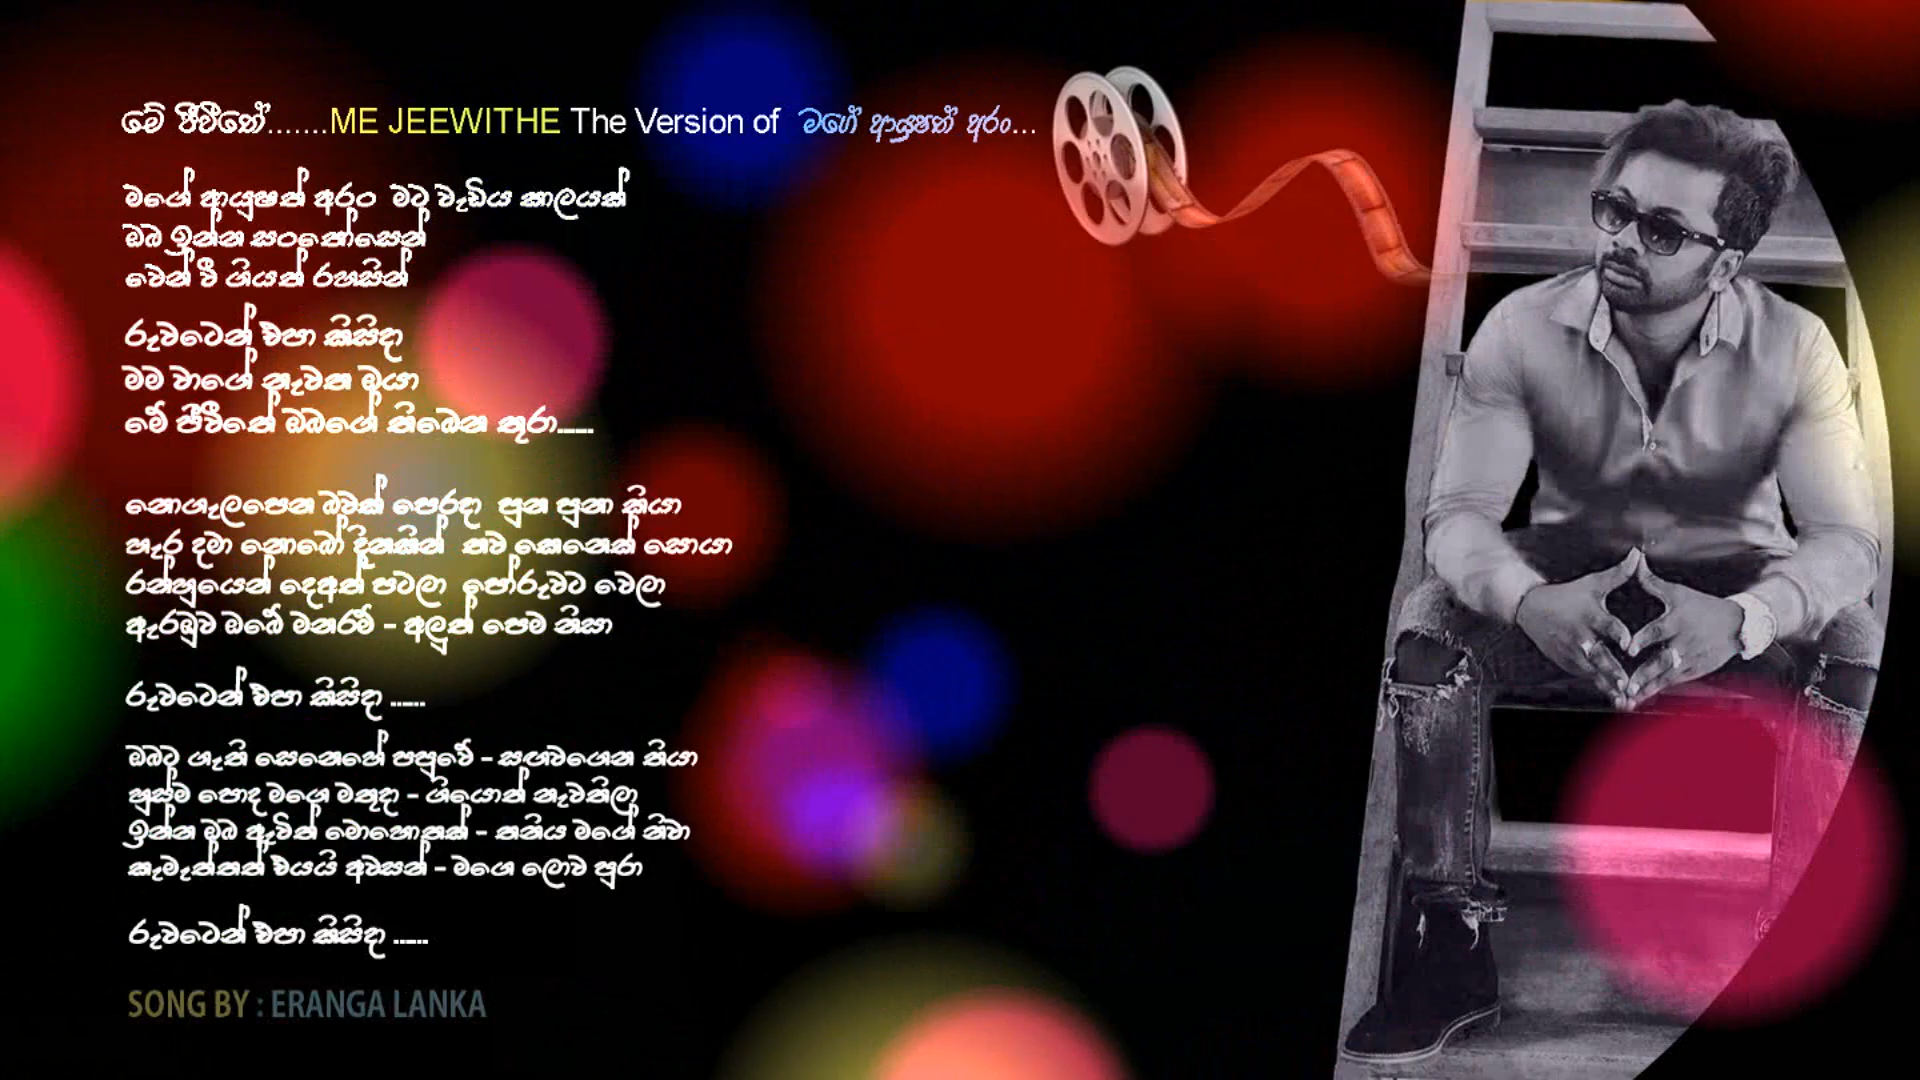 මේ ජීවිතේ.......ME JEEWITHE The Version of මගේ ආයුෂත් අරං...
මගේ ආයුෂත් අරං මට වැඩිය කාලයක්
ඔබ ඉන්න සංතෝසෙන්
වෙන් වී ගියත් රහසින්
රූවටෙන් එපා කිසිදා
මම වාගේ නැවත ඔයා
මේ ජීවිතේ ඔබගේ තිබෙන තුරා......
නොගැලපෙන බවක් පෙරදා පුන පුනා කියා
හැර දමා නොබෝ දිනකින් තව කෙනෙක් සොයා
රන්හුයෙන් දෙඅත් පටලා පෝරුවට වෙලා
ඇරඹුව ඔබේ මනරම් - අලුත් පෙම නිසා
රූවටෙන් එපා කිසිදා ......
ඔබට ගැති සෙනෙහේ පපුවේ - සඟවගෙන තියා
හුස්ම පොද මගෙ මතුදා - ගියොත් නැවතිලා
ඉන්න ඔබ ඇවිත් මොහොතක් - තනිය මගේ නිවා
කැමැත්තත් එයයි අවසන් - මගෙ ලොව පුරා
රූවටෙන් එපා කිසිදා ......
SONG BY : ERANGA LANKA